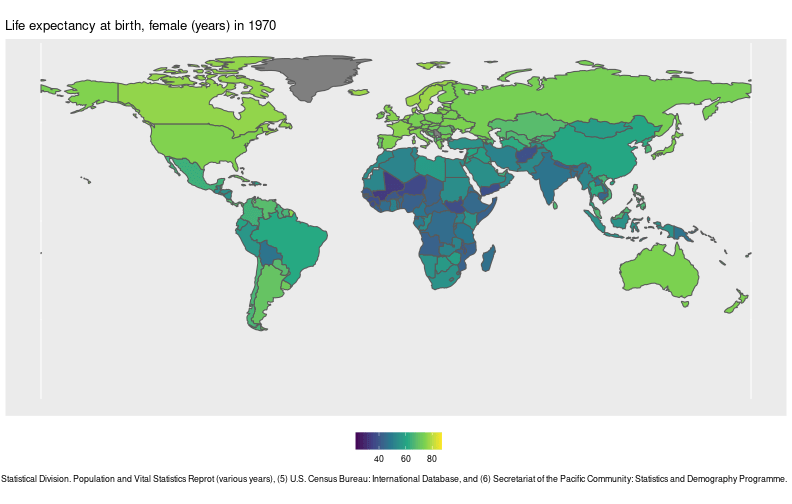 Life expectancy at birth, female (years) in 1970
40 60 80
Statistical Division. Population and Vital Statistics Reprot (various years), (5) U.S. Census Bureau: International Database, and (6) Secretariat of the Pacific Community: Statistics and Demography Programme.